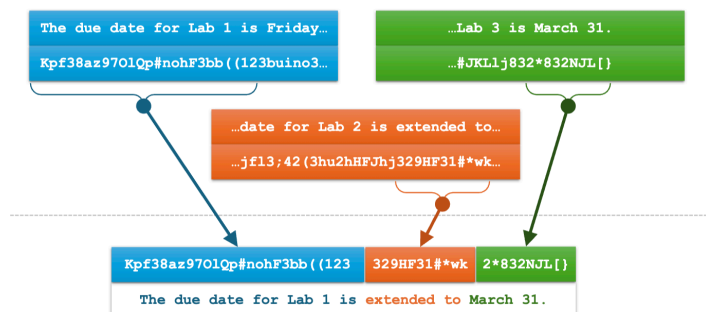 The due date for Lab 1 is Friday…
Kpf38az97OlQp#nohF3bb((123buino3…
…Lab 3 is March 31.
…#JKLlj832*832NJL[}
…date for Lab 2 is extended to…
…jfl3;42(3hu2hHFJhj329HF31#*wk…
Kpf38az97OlQp#nohF3bb((123 329HF31#*wk 2*832NJL[}
The due date for Lab 1 is extended to March 31.